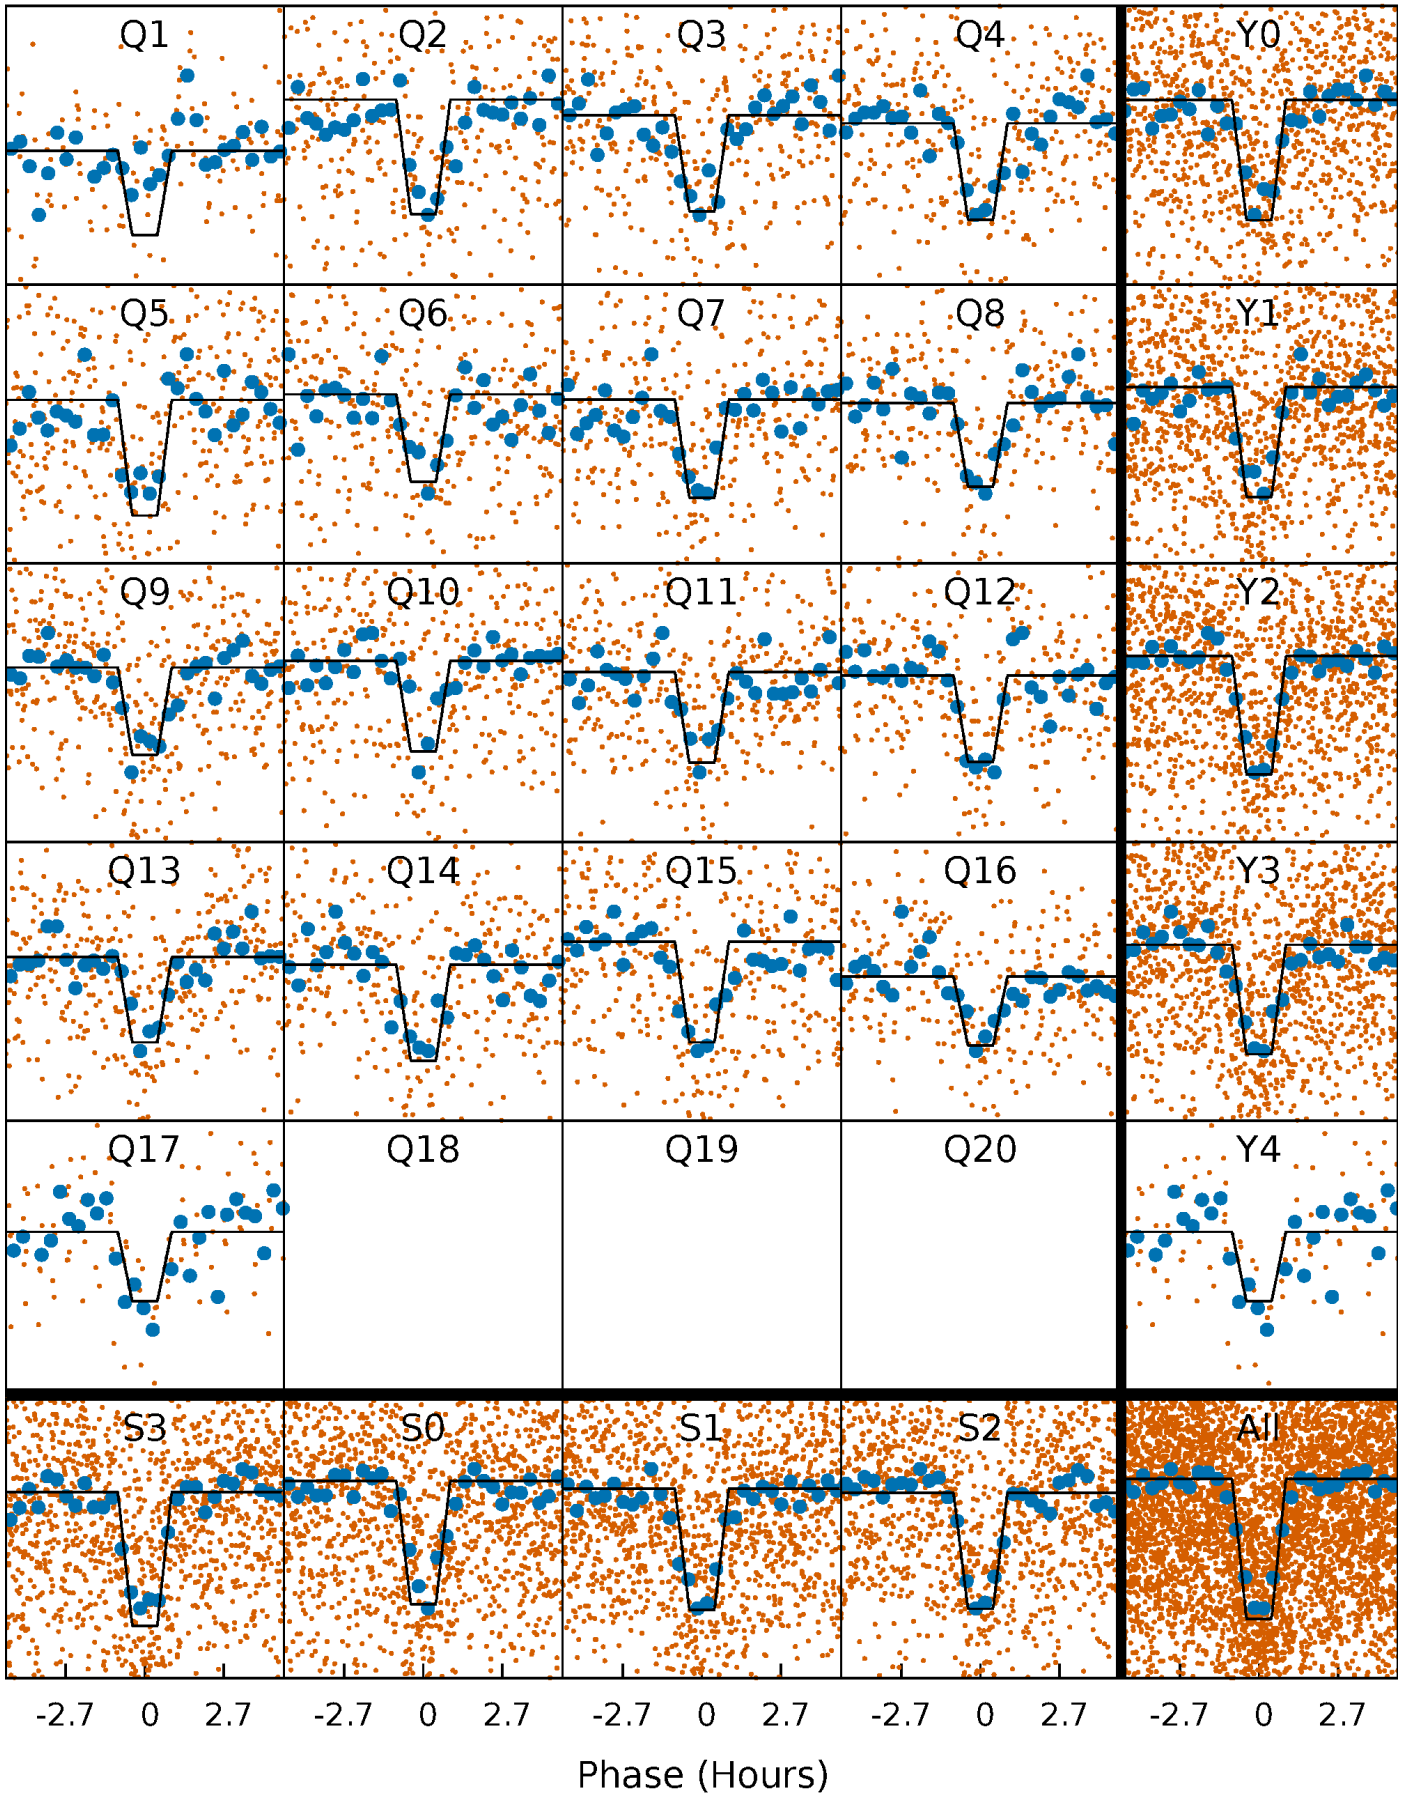 Q1 Q2 Q3 Q4 Y0
Q5 Q6 Q7 Q8 Y1
Q9 Q10 Q11 Q12 Y2
Q13 Q14 Q15 Q16 Y3
Q17 Q18 Q19 Q20 Y4
S3 S0 S1 S2 All
-2.7 0 2.7 -2.7 0 2.7 -2.7 0 2.7 -2.7 0 2.7 -2.7 0 2.7
Phase (Hours)